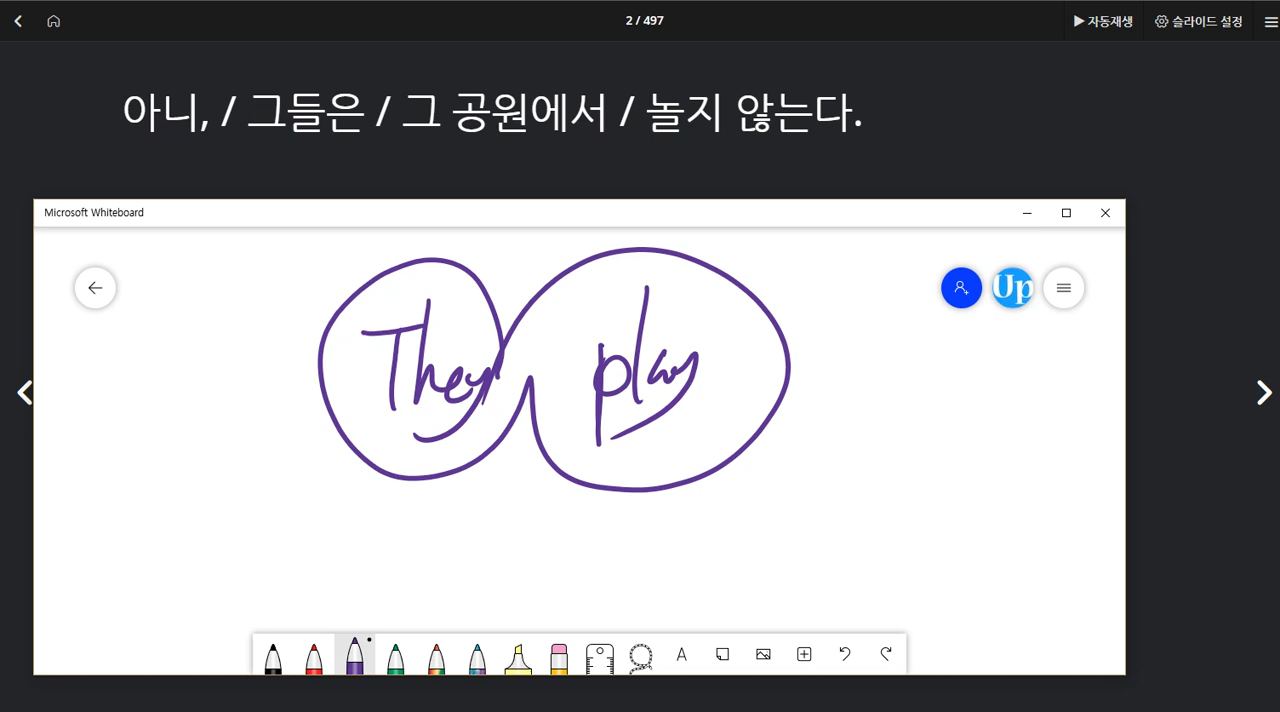 2 / 497
자동재생
슬라이드 설정
아니, / 그들은 / 그 공원에서 / 놀지 않는다.
Microsoft Whiteboard
Up
They play
A